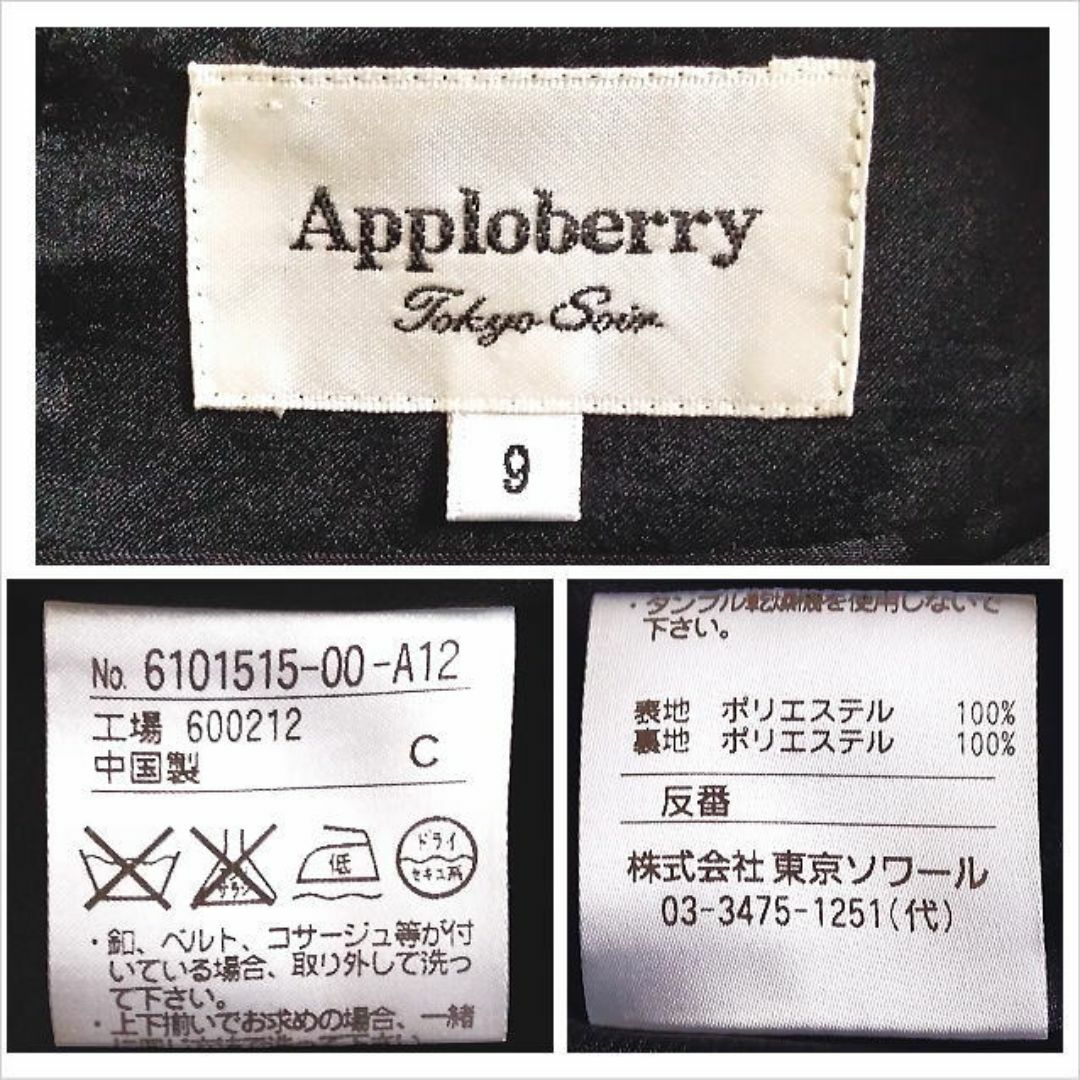 Apploberry
Tokyo Soir.
9
No. 6101515-00-A12
工場 600212
中国製
C
エンソ
サラシ
低
ドライ
セキユ系
・釦、ベルト、コサージュ等が付
いている場合、取り外して洗っ
て下さい。
・上下揃いでお求めの場合、一緒
・タンブル乾燥機を使用しないで
下さい。
表地 ポリエステル 100%
裏地 ポリエステル 100%
反番
株式会社 東京ソワール
03-3475-1251(代)